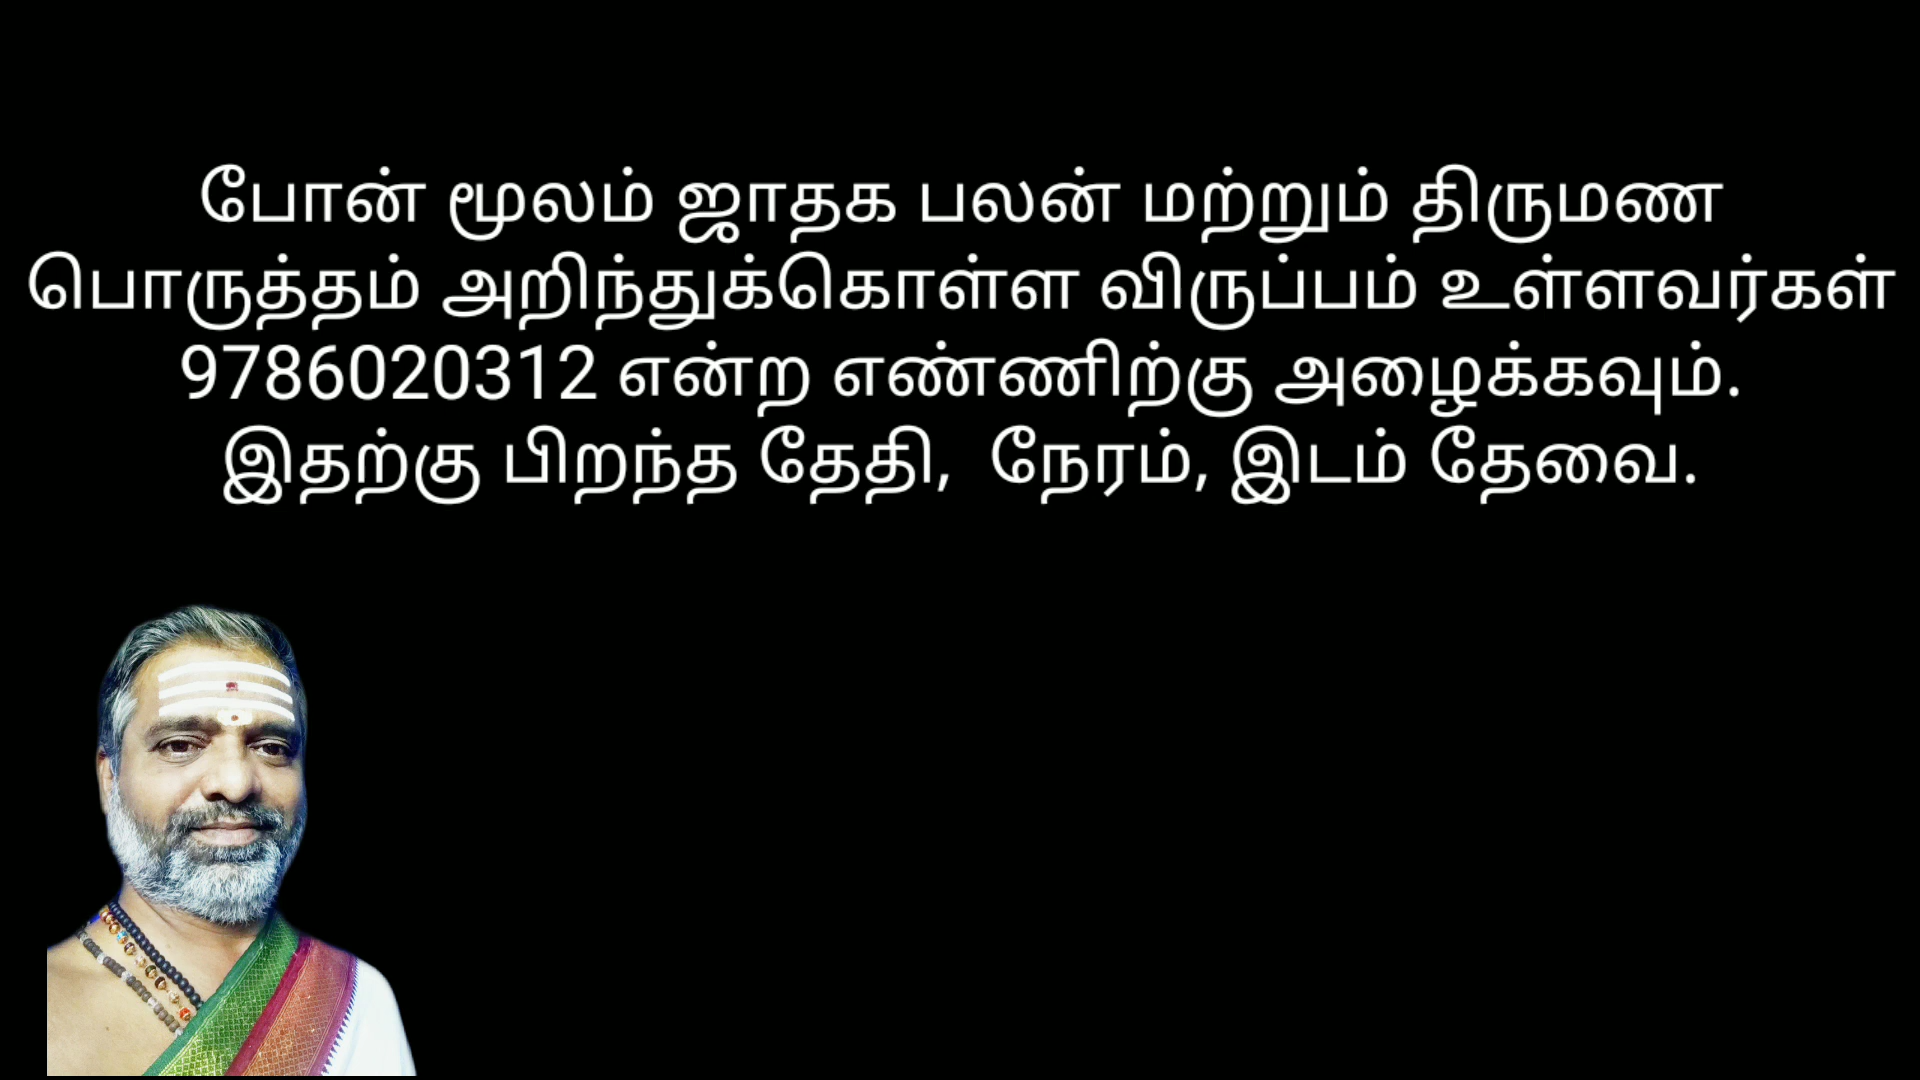 போன் மூலம் ஜாதக பலன் மற்றும் திருமண
பொருத்தம் அறிந்துக்கொள்ள விருப்பம் உள்ளவர்கள்
9786020312 என்ற எண்ணிற்கு அழைக்கவும்.
இதற்கு பிறந்த தேதி, நேரம், இடம் தேவை.